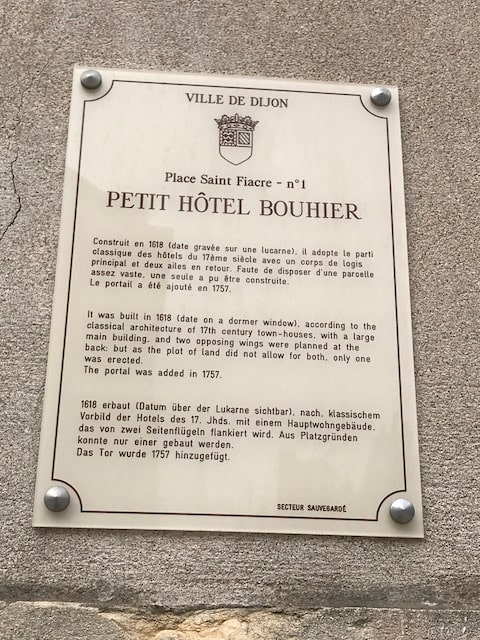 VILLE DE DIJON
Place Saint Fiacre - n°1
PETIT HÔTEL BOUHIER
Construit en 1618 (date gravée sur une lucarne), il adopte le parti
classique des hôtels du 17ème siècle avec un corps de logis
principal et deux ailes en retour. Faute de disposer d'une parcelle
assez vaste, une seule a pu être construite.
Le portail a été ajouté en 1757.
It was built in 1618 (date on a dormer window), according to the
classical architecture of 17th century town-houses, with a large
main building, and two opposing wings were planned at the
back: but as the plot of land did not allow for both, only one
was erected.
The portal was added in 1757.
1618 erbaut (Datum über der Lukarne sichtbar), nach, klassischem
Vorbild der Hotels des 17. Jhds. mit einem Hauptwohngebäude,
das von zwei Seitenflügeln flankiert wird. Aus Platzgründen
konnte nur einer gebaut werden.
Das Tor wurde 1757 hinzugefügt.
SECTEUR SAUVEGARDÉ